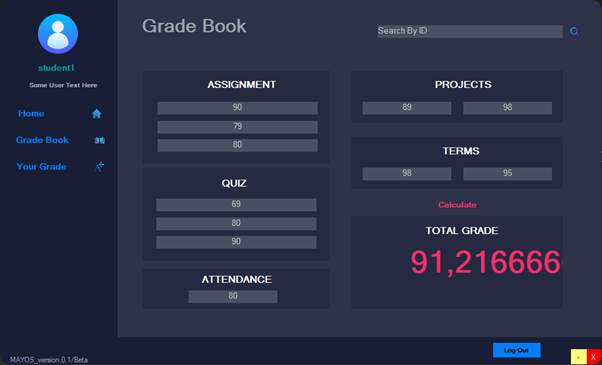 student1
Some User Text Here
Home
Grade Book
Your Grade
MAYOS_version.0.1/Beta
Grade Book
Search By ID
ASSIGNMENT
90
79
80
QUIZ
69
80
90
ATTENDANCE
80
PROJECTS
89 98
TERMS
98 95
Calculate
TOTAL GRADE
91,216666
Log Out
- X